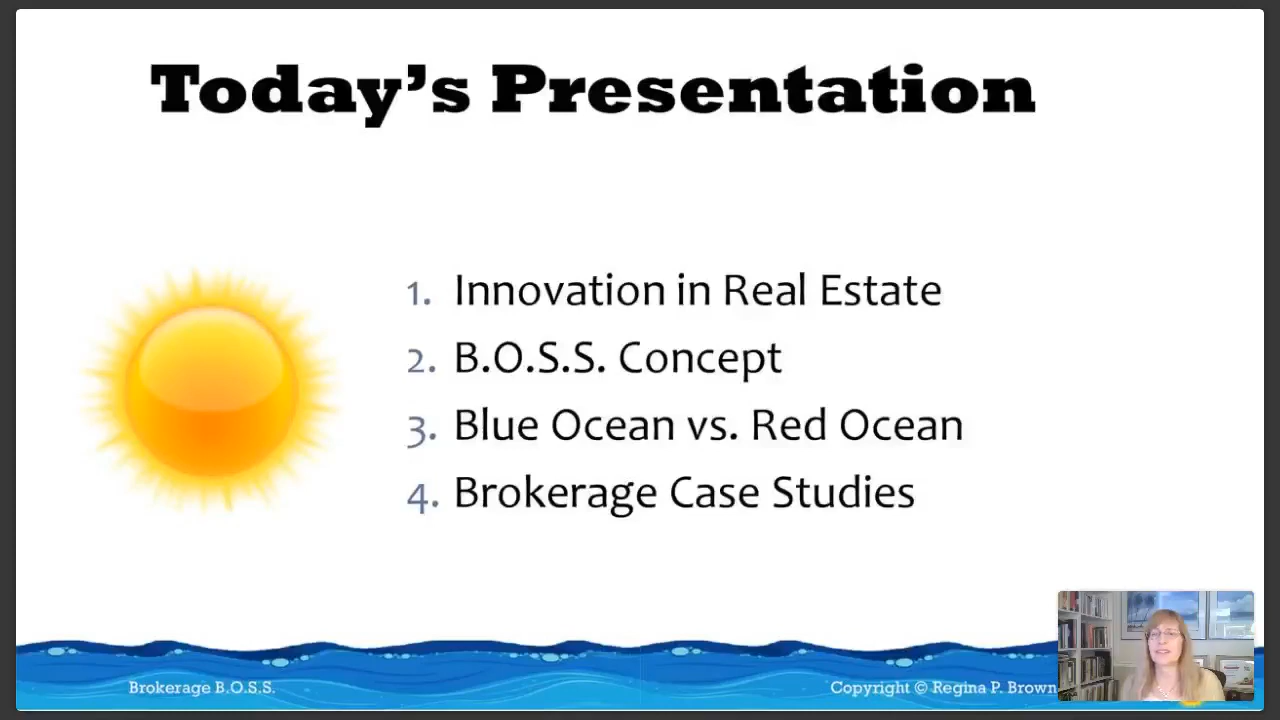 Today's Presentation
1. Innovation in Real Estate
2. B.O.S.S. Concept
3. Blue Ocean vs. Red Ocean
4. Brokerage Case Studies
Brokerage B.O.S.S.
Copyright © Regina P. Brown